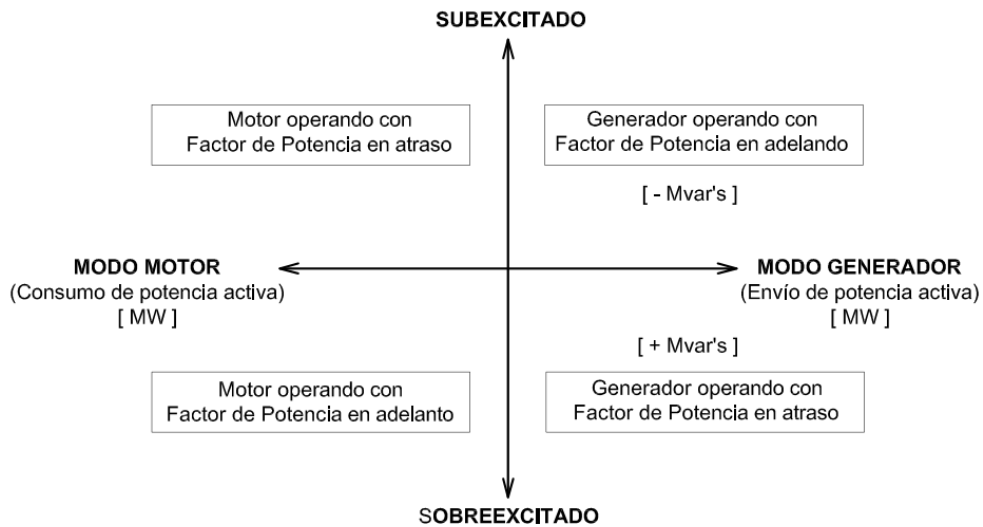 SUBEXCITADO
Motor operando con
Factor de Potencia en atraso
Generador operando con
Factor de Potencia en adelando
[ - Mvar's ]
MODO MOTOR
(Consumo de potencia activa)
[ MW ]
MODO GENERADOR
(Envío de potencia activa)
[ MW ]
[ + Mvar's ]
Motor operando con
Factor de Potencia en adelanto
Generador operando con
Factor de Potencia en atraso
SOBREEXCITADO